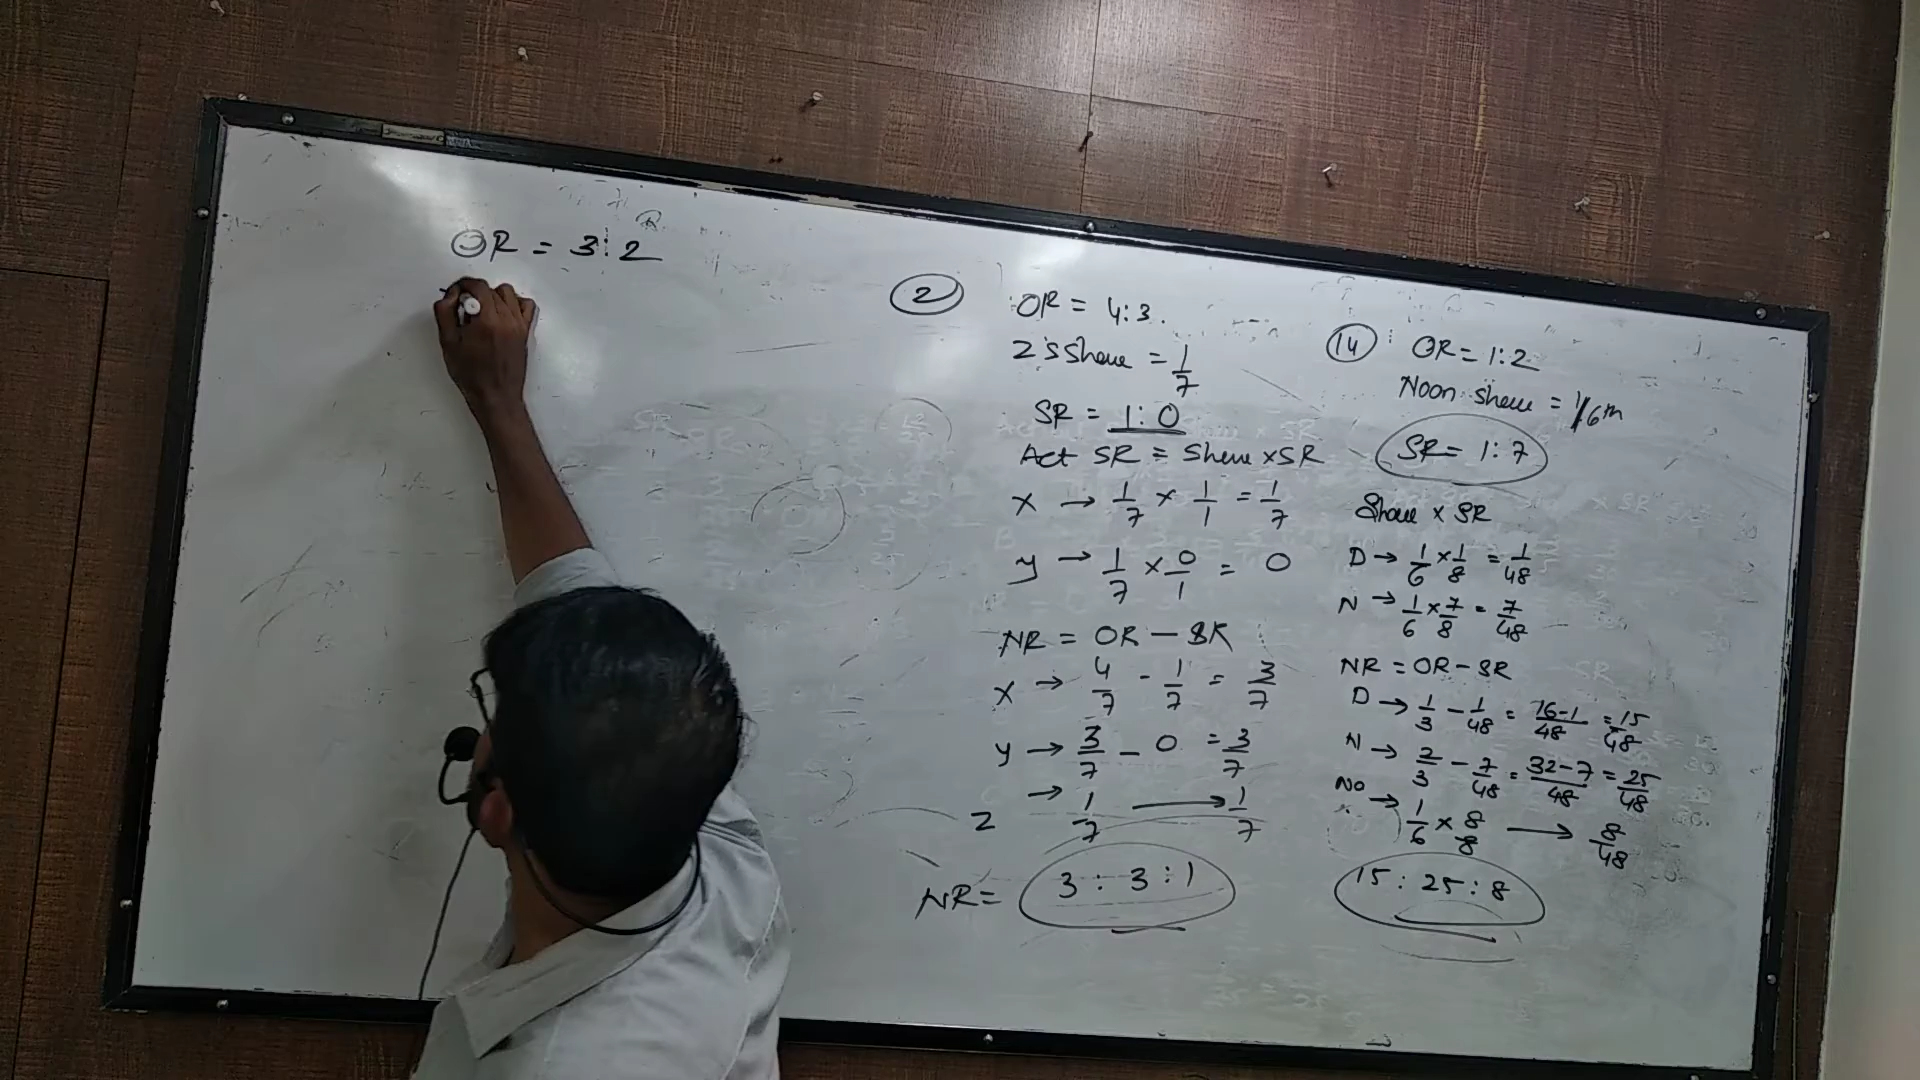 OR = 3:2
②
OR = 4:3.
Z's Share = 1/7
SR = 1:0
Act SR = Share × SR
X → 1/7 × 1/1 = 1/7
y → 1/7 × 0/1 = 0
NR = OR – SR
X → 4/7 - 1/7 = 3/7
y → 3/7 – 0 = 3/7
Z → 1/7 → 1/7
NR = 3 : 3 : 1
⑭ OR = 1:2
Noon share = 1/6th
SR = 1:7
Share × SR
D → 1/6 × 1/8 = 1/48
N → 1/6 × 7/8 = 7/48
NR = OR – SR
D → 1/3 – 1/48 = 16-1/48 = 15/48
N → 2/3 – 7/48 = 32-7/48 = 25/48
No → 1/6 × 8/8 → 8/48
15 : 25 : 8